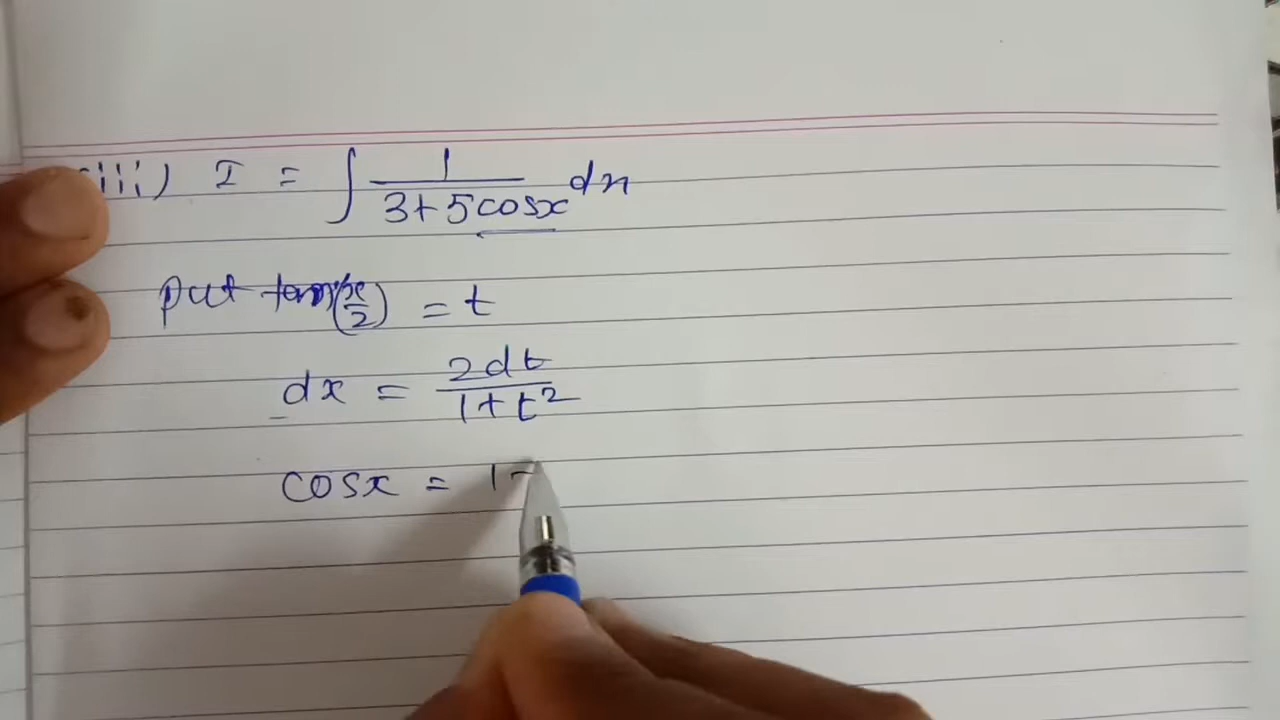 iii) I = ∫ 1/(3+5cosx) dx
put tan(x/2) = t
dx = 2dt/(1+t²)
cosx = 1-